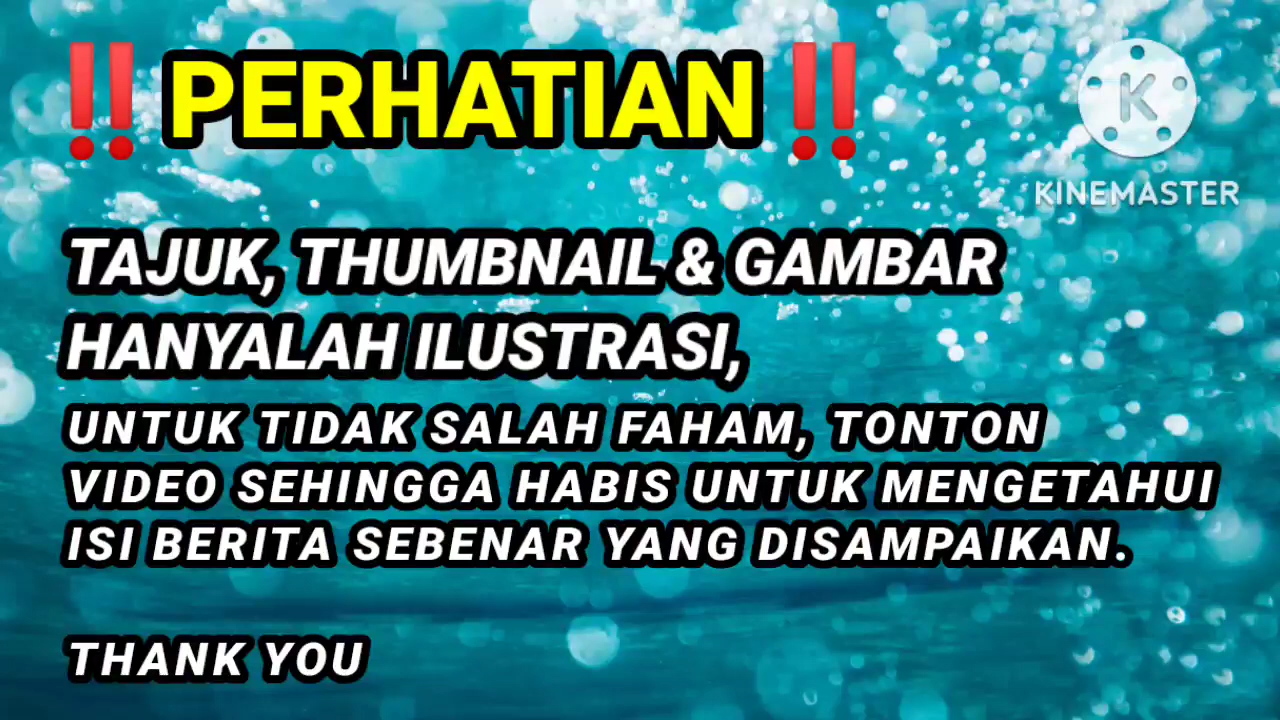 ‼PERHATIAN‼
KINEMASTER
TAJUK, THUMBNAIL & GAMBAR
HANYALAH ILUSTRASI,
UNTUK TIDAK SALAH FAHAM, TONTON
VIDEO SEHINGGA HABIS UNTUK MENGETAHUI
ISI BERITA SEBENAR YANG DISAMPAIKAN.
THANK YOU